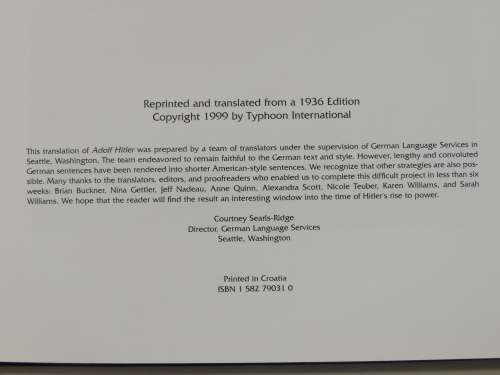 Reprinted and translated from a 1936 Edition
Copyright 1999 by Typhoon International
This translation of Adolf Hitler was prepared by a team of translators under the supervision of German Language Services in
Seattle, Washington. The team endeavored to remain faithful to the German text and style. However, lengthy and convoluted
German sentences have been rendered into shorter American-style sentences. We recognize that other strategies are also pos-
sible. Many thanks to the translators, editors, and proofreaders who enabled us to complete this difficult project in less than six
weeks: Brian Buckner, Nina Gettler, Jeff Nadeau, Anne Quinn, Alexandra Scott, Nicole Teuber, Karen Williams, and Sarah
Williams. We hope that the reader will find the result an interesting window into the time of Hitler's rise to power.
Courtney Searls-Ridge
Director, German Language Services
Seattle, Washington
Printed in Croatia
ISBN 1 582 79031 0